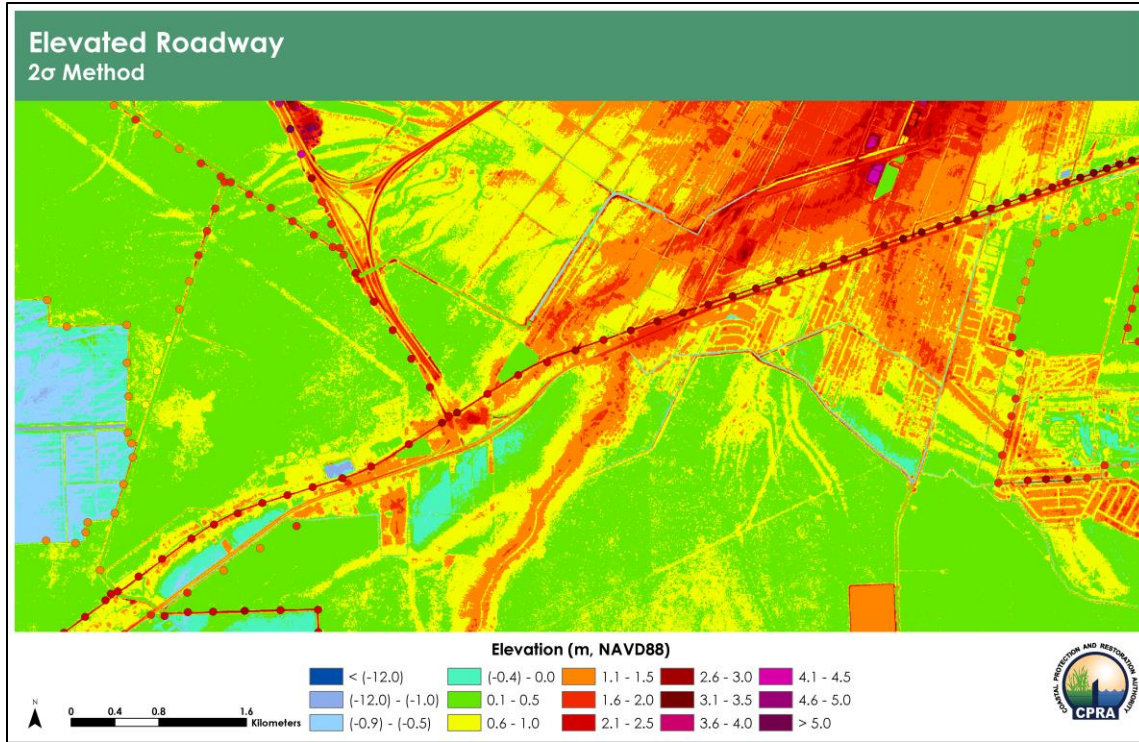 Elevated Roadway
2σ Method
Elevation (m, NAVD88)
< (-12.0)
(-12.0) - (-1.0)
(-0.9) - (-0.5)
(-0.4) - 0.0
0.1 - 0.5
0.6 - 1.0
1.1 - 1.5
1.6 - 2.0
2.1 - 2.5
2.6 - 3.0
3.1 - 3.5
3.6 - 4.0
4.1 - 4.5
4.6 - 5.0
> 5.0
N
0 0.4 0.8 1.6
Kilometers
COASTAL PROTECTION AND RESTORATION AUTHORITY
CPRA